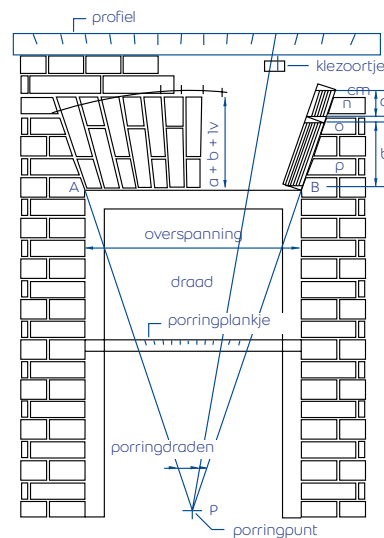 profiel
klezoortje
cm
n
o
p
a + b + 1v
A
B
overspanning
draad
porringplankje
porringdraden
P
porringpunt